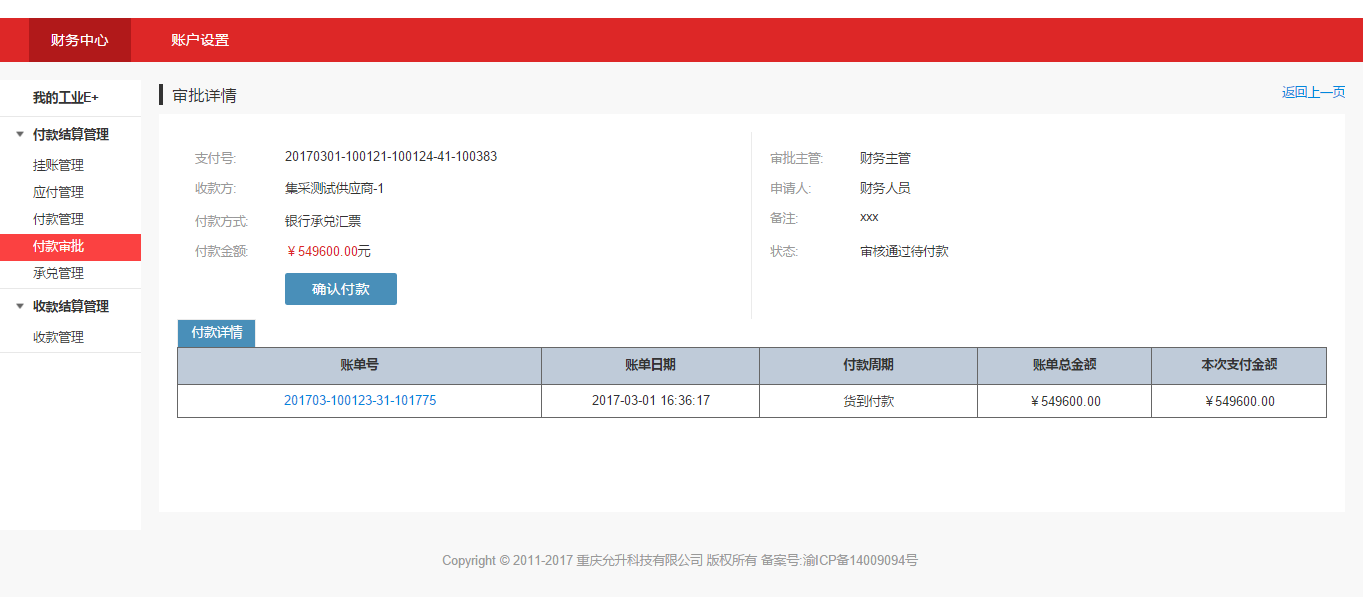 财务中心 账户设置
我的工业E+
付款结算管理
挂账管理
应付管理
付款管理
付款审批
承兑管理
收款结算管理
收款管理
审批详情 返回上一页
支付号: 20170301-100121-100124-41-100383
收款方: 集采测试供应商-1
付款方式: 银行承兑汇票
付款金额: ￥549600.00元
确认付款
审批主管: 财务主管
申请人: 财务人员
备注: xxx
状态: 审核通过待付款
付款详情
账单号 账单日期 付款周期 账单总金额 本次支付金额
201703-100123-31-101775 2017-03-01 16:36:17 货到付款 ￥549600.00 ￥549600.00
Copyright © 2011-2017 重庆允升科技有限公司 版权所有 备案号:渝ICP备14009094号